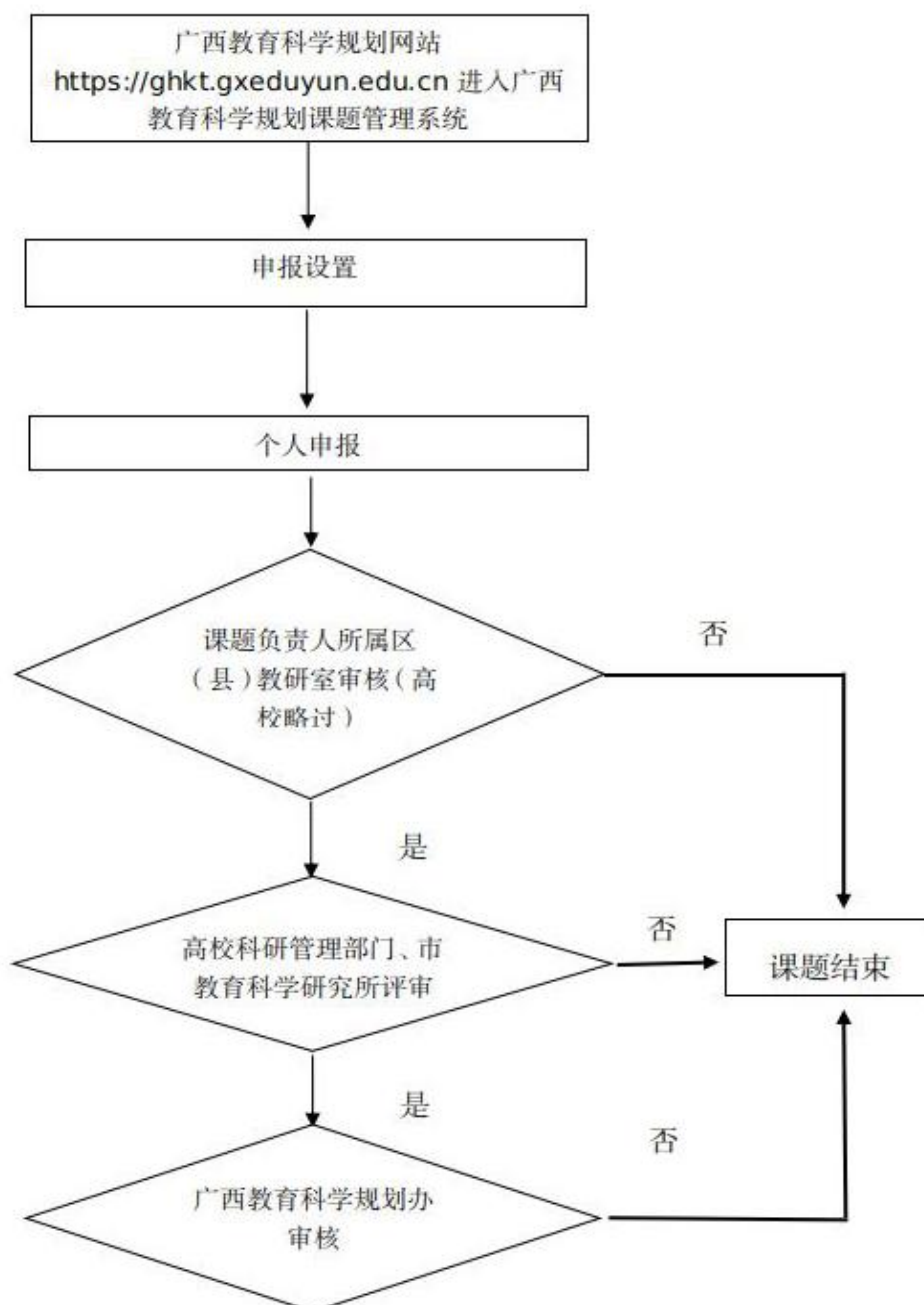 广西教育科学规划网站
https://ghkt.gxeduyun.edu.cn 进入广西
教育科学规划课题管理系统
申报设置
个人申报
课题负责人所属区
（县）教研室审核（高
校略过）
否
是
高校科研管理部门、市
教育科学研究所评审
否
课题结束
是
广西教育科学规划办
审核
否